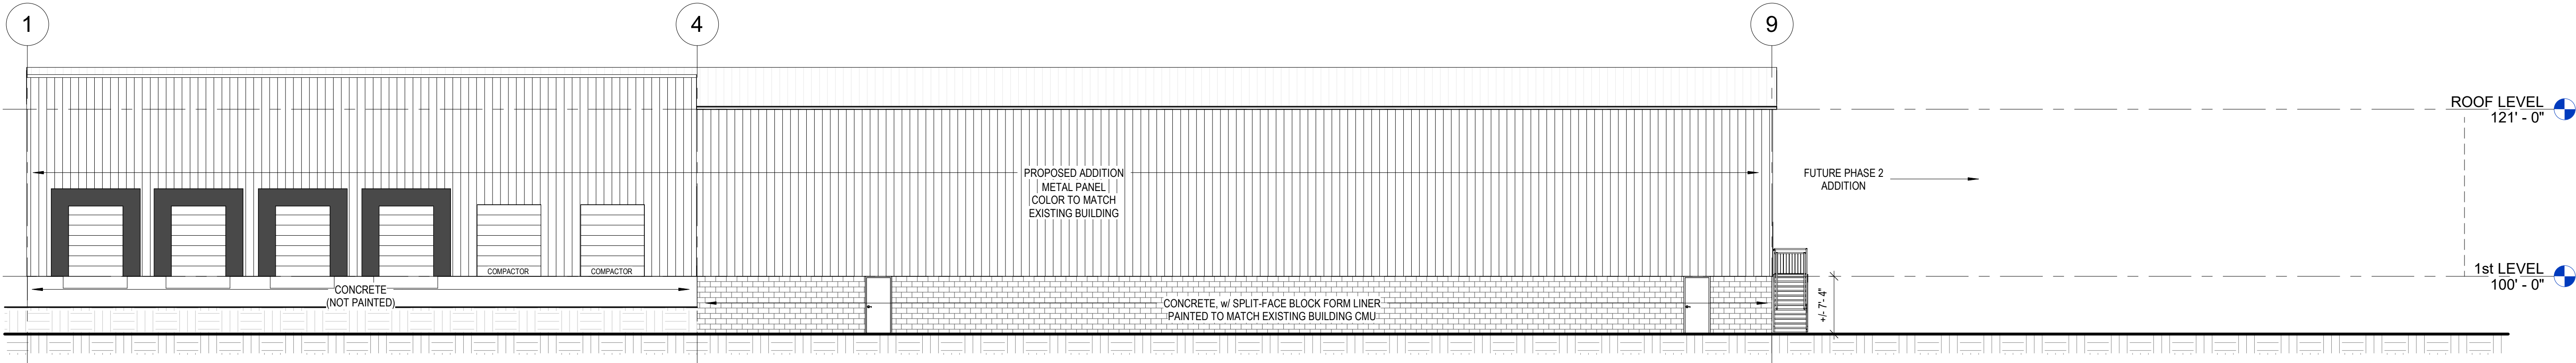 1
4
9
ROOF LEVEL
121' - 0"
PROPOSED ADDITION
METAL PANEL
COLOR TO MATCH
EXISTING BUILDING
FUTURE PHASE 2
ADDITION
COMPACTOR
COMPACTOR
1st LEVEL
100' - 0"
CONCRETE
(NOT PAINTED)
CONCRETE, w/ SPLIT-FACE BLOCK FORM LINER
PAINTED TO MATCH EXISTING BUILDING CMU
+/- 7'- 4"